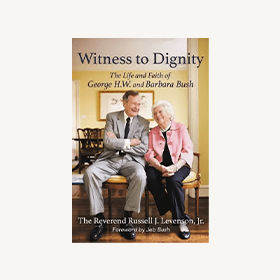 Witness to Dignity
The Life and Faith of
George H.W. and Barbara Bush
The Reverend Russell J. Levenson, Jr.
Foreword by Jeb Bush